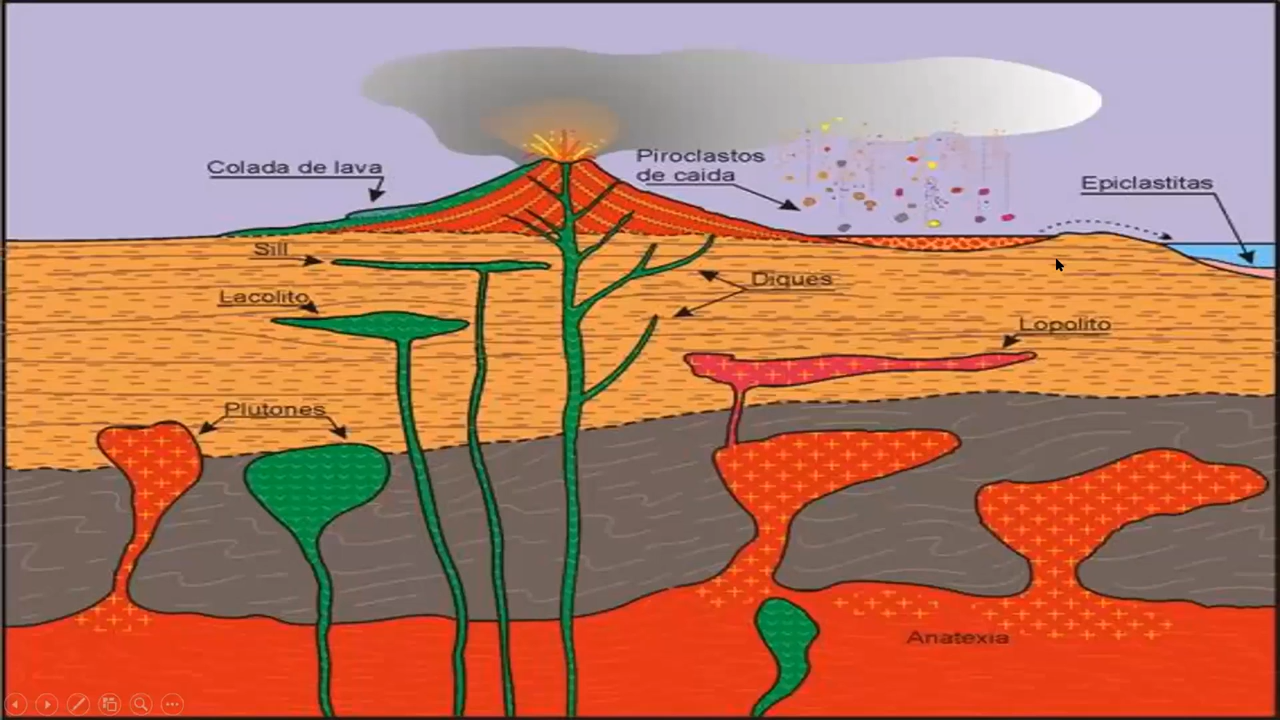 Colada de lava
Piroclastos
de caida
Epiclastitas
Sill
Lacolito
Diques
Lopolito
Plutones
Anatexia